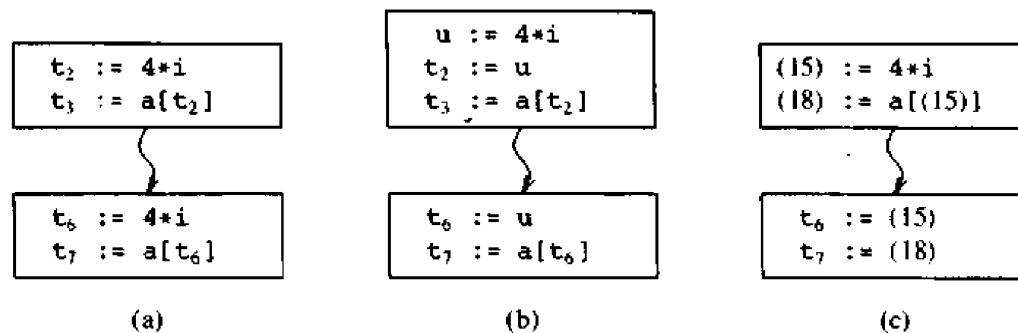 t₂ := 4*i
t₃ := a[t₂]
t₆ := 4*i
t₇ := a[t₆]
(a)
u := 4*i
t₂ := u
t₃ := a[t₂]
t₆ := u
t₇ := a[t₆]
(b)
(15) := 4*i
(18) := a[(15)]
t₆ := (15)
t₇ := (18)
(c)